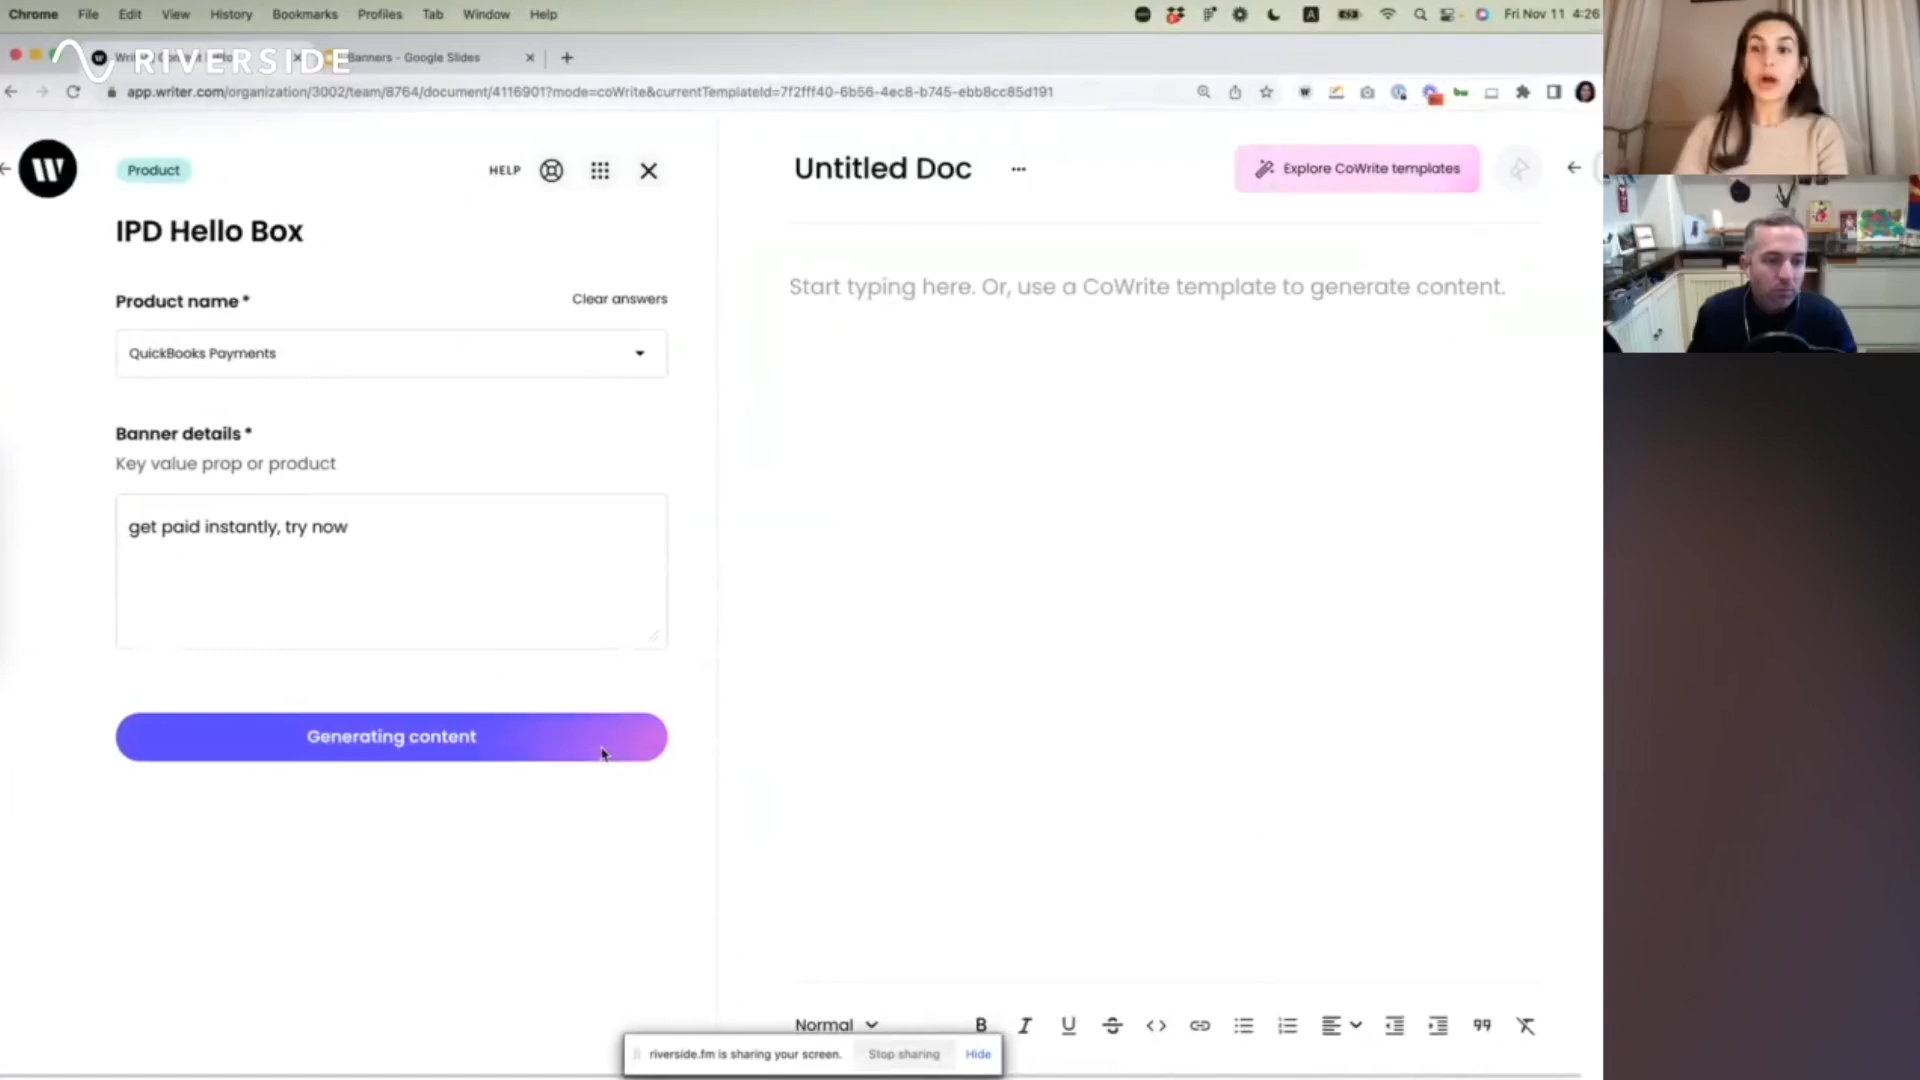 Chrome File Edit View History Bookmarks Profiles Tab Window Help
A
Fri Nov 11 4:26
RIVERSIDE
Banners - Google Slides
app.writer.com/organization/3002/team/8764/document/4116901?mode=coWrite&currentTemplateId=7f2fff40-6b56-4ec8-b745-ebb8cc85d191
W
Product
HELP
Untitled Doc
Explore CoWrite templates
IPD Hello Box
Product name *
Clear answers
QuickBooks Payments
Start typing here. Or, use a CoWrite template to generate content.
Banner details *
Key value prop or product
get paid instantly, try now
Generating content
Normal
B I U
riverside.fm is sharing your screen.
Stop sharing
Hide